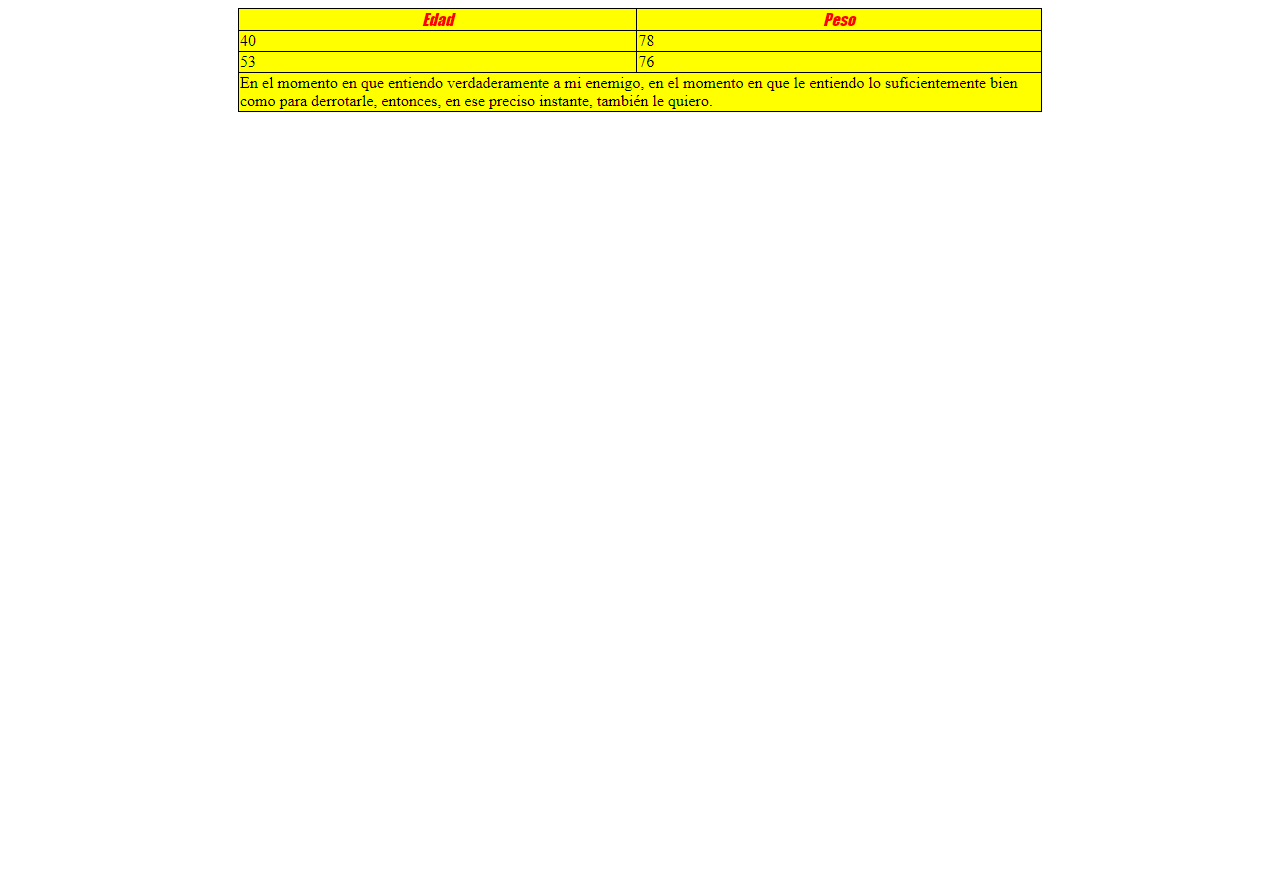 Edad Peso
40 78
53 76
En el momento en que entiendo verdaderamente a mi enemigo, en el momento en que le entiendo lo suficientemente bien
como para derrotarle, entonces, en ese preciso instante, también le quiero.